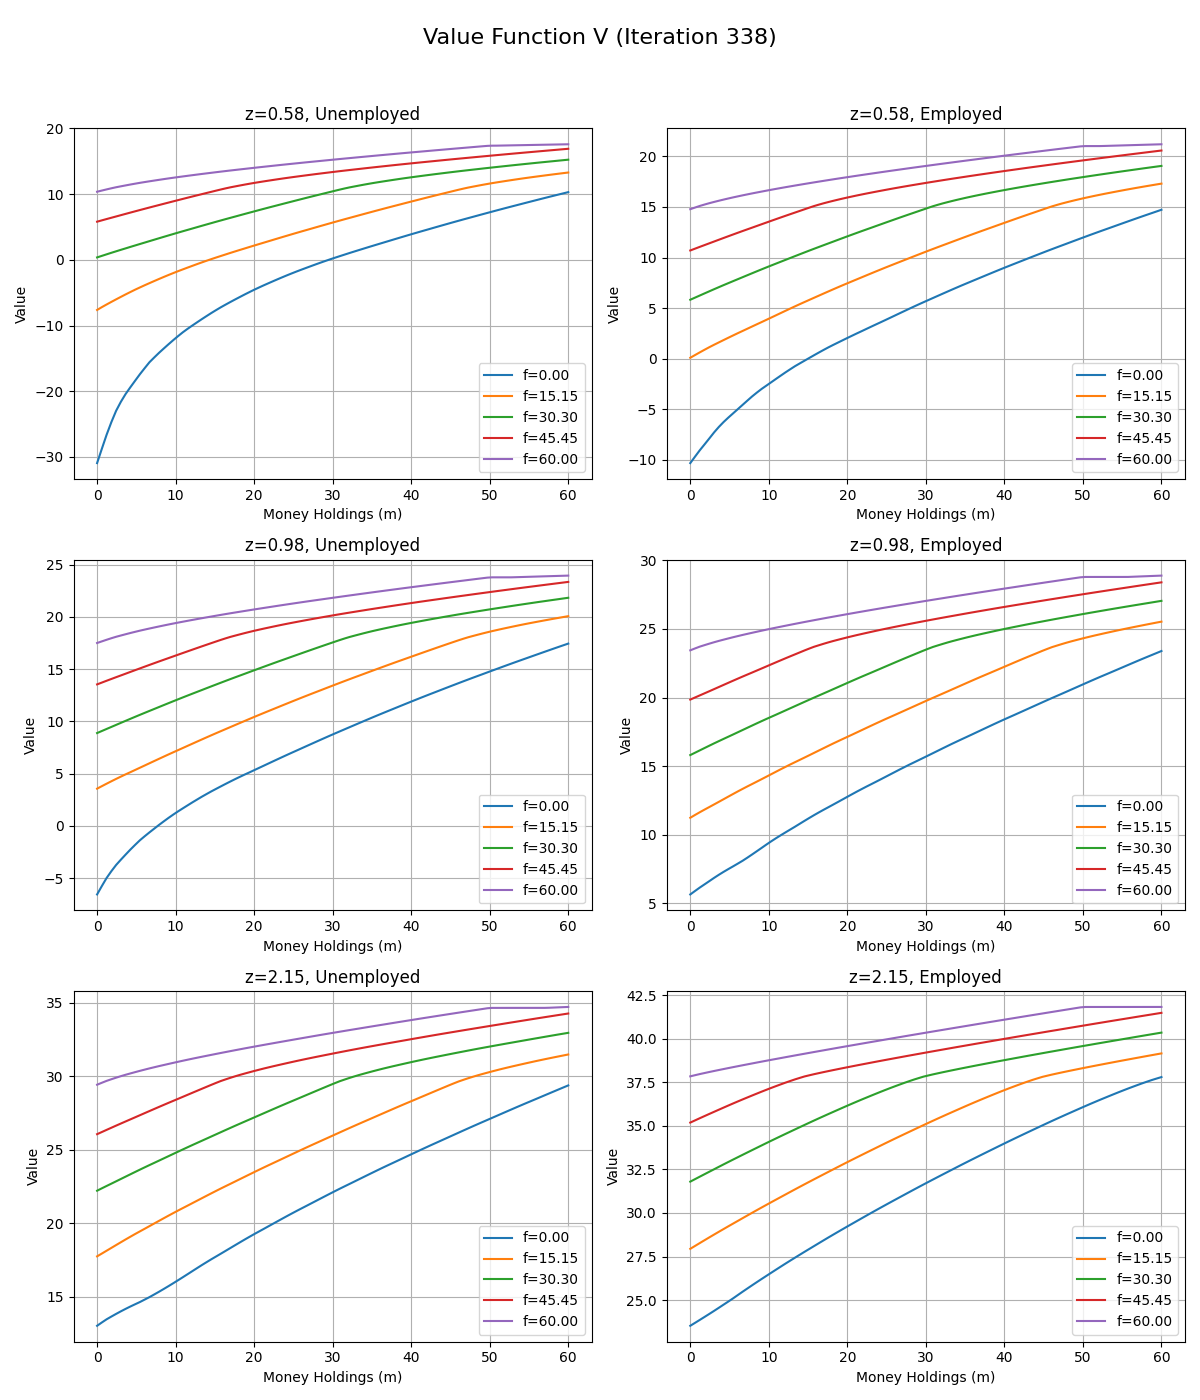 Value Function V (Iteration 338)
z=0.58, Unemployed
Value
20
10
0
−10
−20
−30
f=0.00
f=15.15
f=30.30
f=45.45
f=60.00
0 10 20 30 40 50 60
Money Holdings (m)
z=0.58, Employed
Value
20
15
10
5
0
−5
−10
f=0.00
f=15.15
f=30.30
f=45.45
f=60.00
0 10 20 30 40 50 60
Money Holdings (m)
z=0.98, Unemployed
Value
25
20
15
10
5
0
−5
f=0.00
f=15.15
f=30.30
f=45.45
f=60.00
0 10 20 30 40 50 60
Money Holdings (m)
z=0.98, Employed
Value
30
25
20
15
10
5
f=0.00
f=15.15
f=30.30
f=45.45
f=60.00
0 10 20 30 40 50 60
Money Holdings (m)
z=2.15, Unemployed
Value
35
30
25
20
15
f=0.00
f=15.15
f=30.30
f=45.45
f=60.00
0 10 20 30 40 50 60
Money Holdings (m)
z=2.15, Employed
Value
42.5
40.0
37.5
35.0
32.5
30.0
27.5
25.0
f=0.00
f=15.15
f=30.30
f=45.45
f=60.00
0 10 20 30 40 50 60
Money Holdings (m)